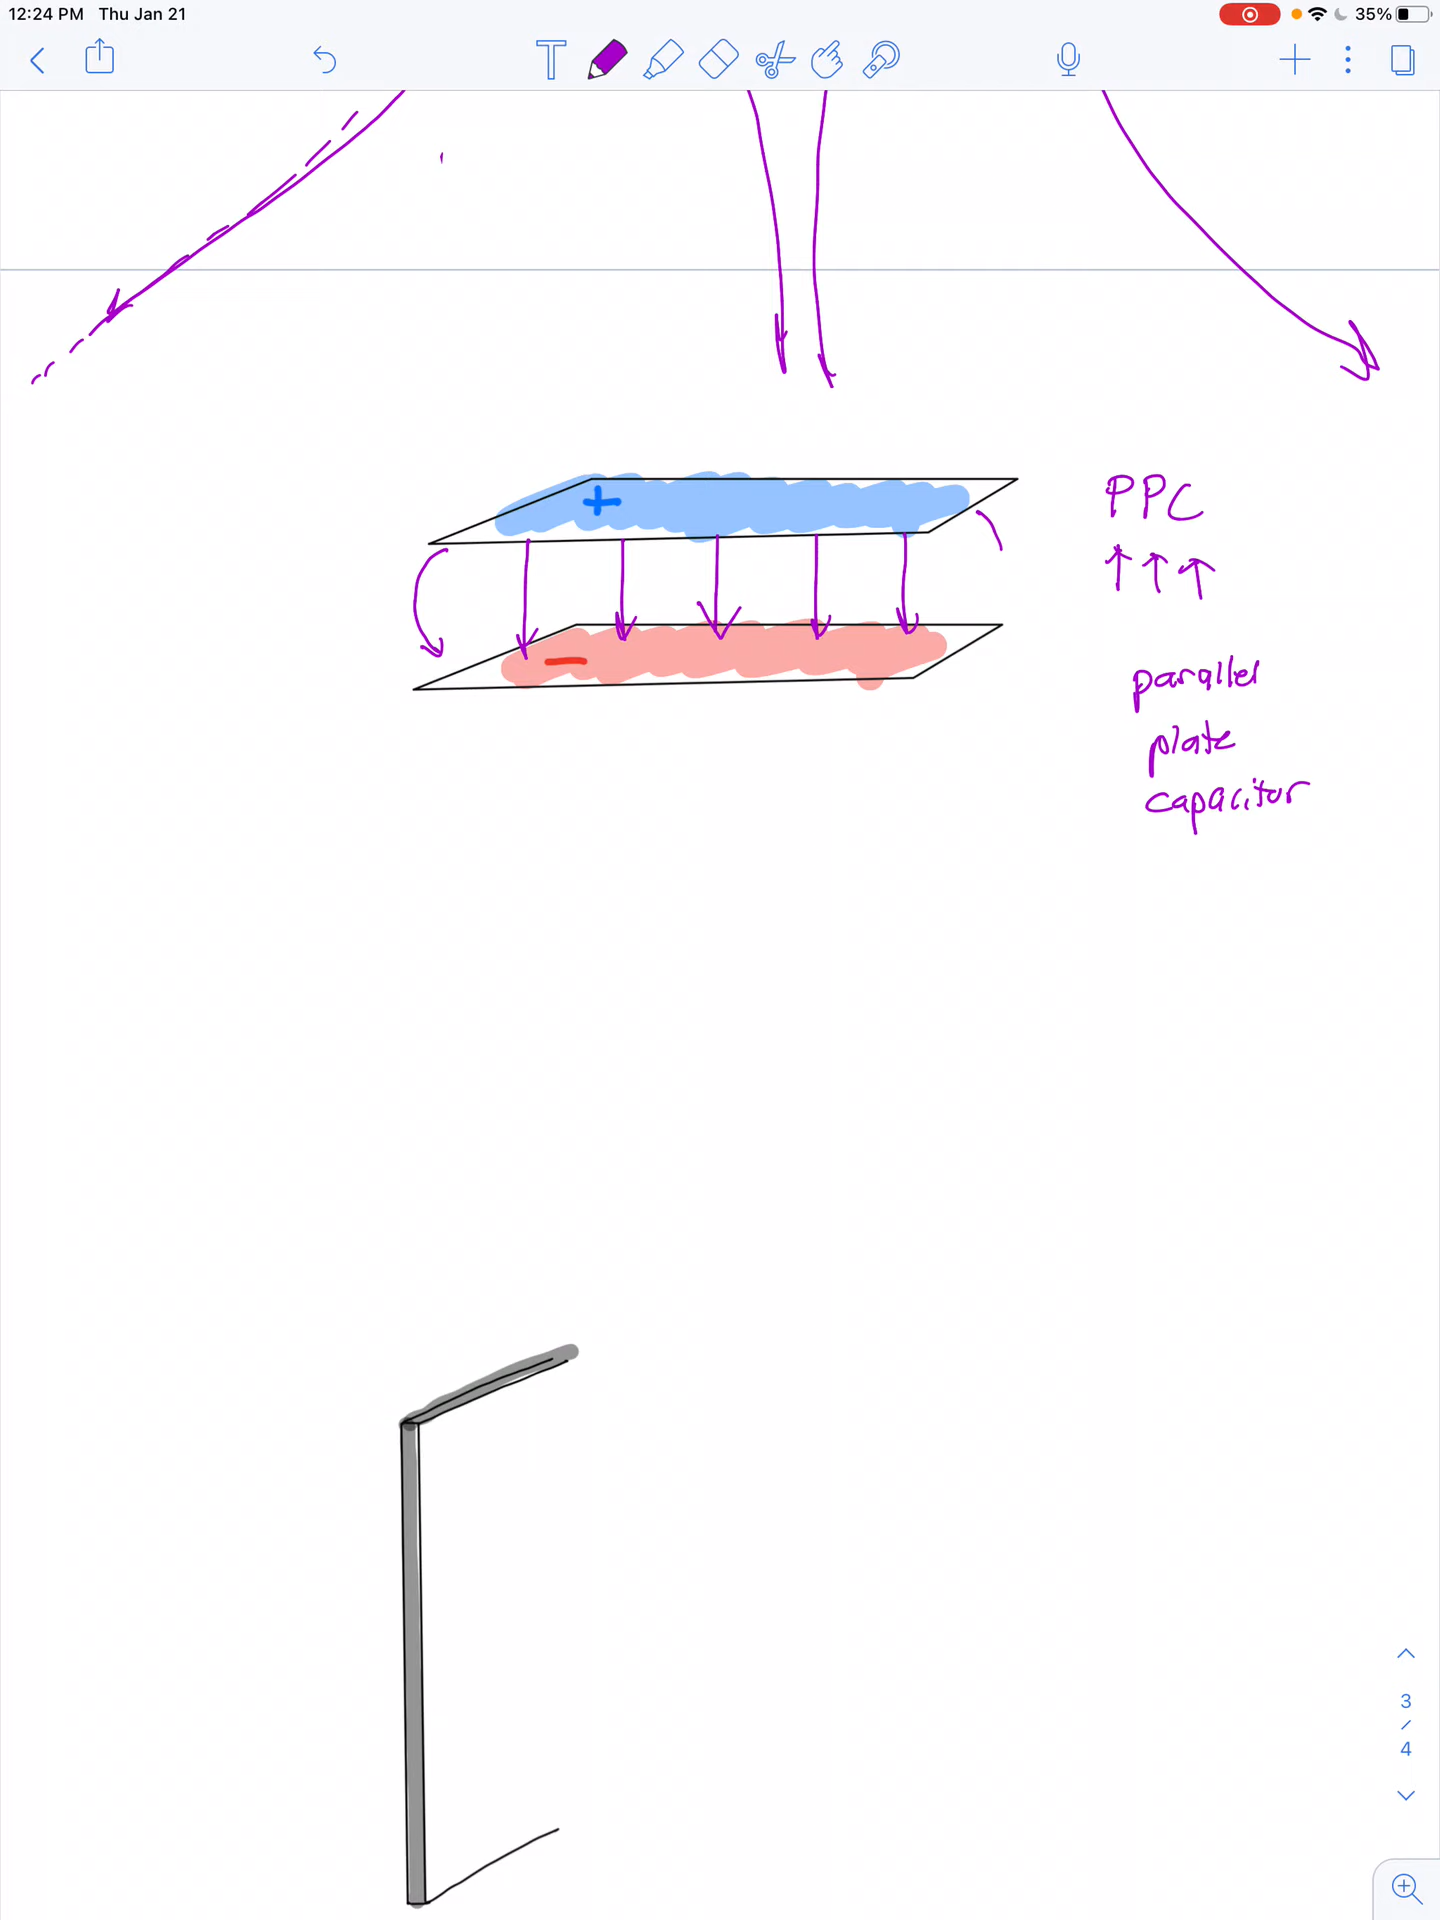 12:24 PM Thu Jan 21
35%
T
+
PPC
↑↑↑
−
parallel
plate
capacitor
3
/
4